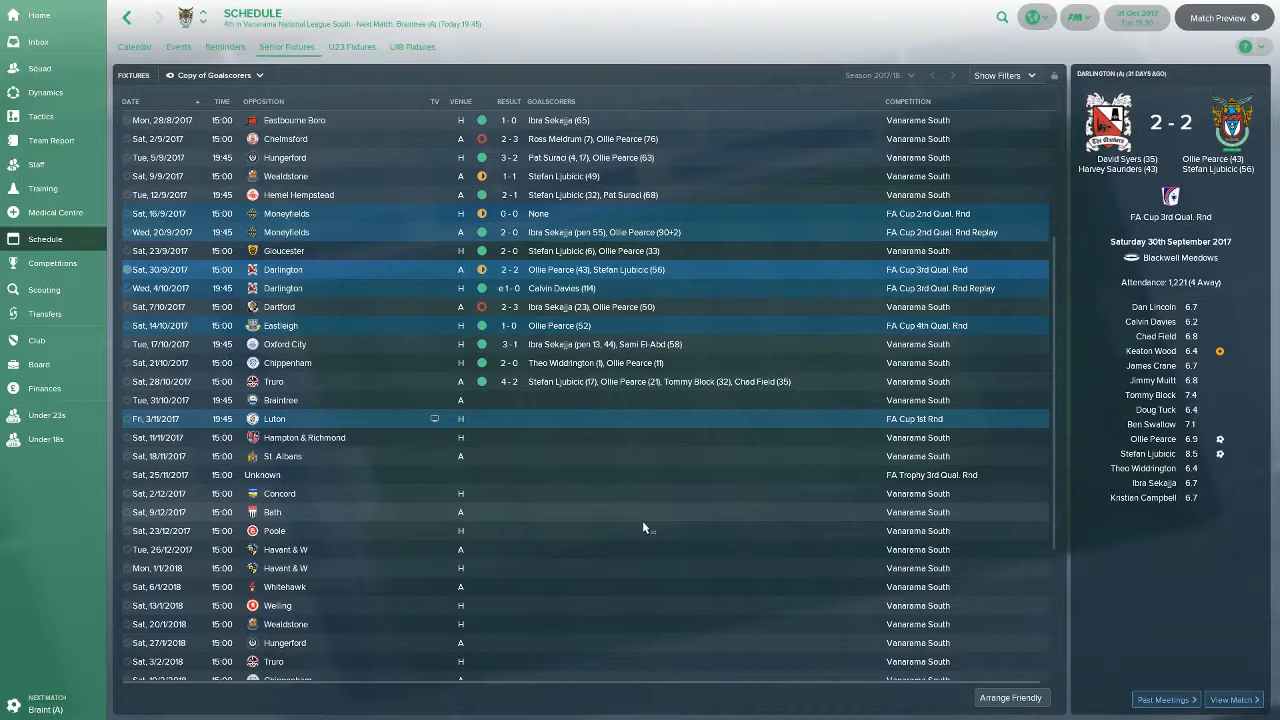 Home
Inbox
Squad
Dynamics
Tactics
Team Report
Staff
Training
Medical Centre
Schedule
Competitions
Scouting
Transfers
Club
Board
Finances
Under 23s
Under 18s
NEXT MATCH
Braint (A)
SCHEDULE
4th in Vanarama National League South - Next Match, Braintree (A) (Today 19:45)
FM
31 Oct 2017
Tue 19:30
Match Preview
Calendar Events Reminders Senior Fixtures U23 Fixtures U18 Fixtures
?
FIXTURES Copy of Goalscorers Season 2017/18 Show Filters
DATE TIME OPPOSITION TV VENUE RESULT GOALSCORERS COMPETITION
Mon, 28/8/2017 15:00 Eastbourne Boro H 1 - 0 Ibra Sekajja (65) Vanarama South
Sat, 2/9/2017 15:00 Chelmsford A 2 - 3 Ross Meldrum (7), Ollie Pearce (76) Vanarama South
Tue, 5/9/2017 19:45 Hungerford H 3 - 2 Pat Suraci (4, 17), Ollie Pearce (63) Vanarama South
Sat, 9/9/2017 15:00 Wealdstone A 1 - 1 Stefan Ljubicic (49) Vanarama South
Tue, 12/9/2017 19:45 Hemel Hempstead A 2 - 1 Stefan Ljubicic (32), Pat Suraci (68) Vanarama South
Sat, 16/9/2017 15:00 Moneyfields H 0 - 0 None FA Cup 2nd Qual. Rnd
Wed, 20/9/2017 19:45 Moneyfields A 2 - 0 Ibra Sekajja (pen 55), Ollie Pearce (90+2) FA Cup 2nd Qual. Rnd Replay
Sat, 23/9/2017 15:00 Gloucester H 2 - 0 Stefan Ljubicic (6), Ollie Pearce (33) Vanarama South
Sat, 30/9/2017 15:00 Darlington A 2 - 2 Ollie Pearce (43), Stefan Ljubicic (56) FA Cup 3rd Qual. Rnd
Wed, 4/10/2017 19:45 Darlington H e 1 - 0 Calvin Davies (114) FA Cup 3rd Qual. Rnd Replay
Sat, 7/10/2017 15:00 Dartford A 2 - 3 Ibra Sekajja (23), Ollie Pearce (50) Vanarama South
Sat, 14/10/2017 15:00 Eastleigh H 1 - 0 Ollie Pearce (52) FA Cup 4th Qual. Rnd
Tue, 17/10/2017 19:45 Oxford City H 3 - 1 Ibra Sekajja (pen 13, 44), Sami El-Abd (58) Vanarama South
Sat, 21/10/2017 15:00 Chippenham H 2 - 0 Theo Widdrington (1), Ollie Pearce (11) Vanarama South
Sat, 28/10/2017 15:00 Truro A 4 - 2 Stefan Ljubicic (17), Ollie Pearce (21), Tommy Block (32), Chad Field (35) Vanarama South
Tue, 31/10/2017 19:45 Braintree A Vanarama South
Fri, 3/11/2017 19:45 Luton H FA Cup 1st Rnd
Sat, 11/11/2017 15:00 Hampton & Richmond H Vanarama South
Sat, 18/11/2017 15:00 St. Albans A Vanarama South
Sat, 25/11/2017 15:00 Unknown FA Trophy 3rd Qual. Rnd
Sat, 2/12/2017 15:00 Concord H Vanarama South
Sat, 9/12/2017 15:00 Bath A Vanarama South
Sat, 23/12/2017 15:00 Poole H Vanarama South
Tue, 26/12/2017 15:00 Havant & W A Vanarama South
Mon, 1/1/2018 15:00 Havant & W H Vanarama South
Sat, 6/1/2018 15:00 Whitehawk A Vanarama South
Sat, 13/1/2018 15:00 Welling H Vanarama South
Sat, 20/1/2018 15:00 Wealdstone H Vanarama South
Sat, 27/1/2018 15:00 Hungerford A Vanarama South
Sat, 3/2/2018 15:00 Truro H Vanarama South
Sat, 10/2/2018 15:00 Chippenham A Vanarama South
Arrange Friendly
DARLINGTON (A) (31 DAYS AGO)
The Quakers
2 - 2
David Syers (35) Ollie Pearce (43)
Harvey Saunders (43) Stefan Ljubicic (56)
FA Cup 3rd Qual. Rnd
Saturday 30th September 2017
Blackwell Meadows
Attendance: 1,221 (4 Away)
Dan Lincoln 6.7
Calvin Davies 6.2
Chad Field 6.8
Keaton Wood 6.4
James Crane 6.7
Jimmy Muitt 6.8
Tommy Block 7.4
Doug Tuck 6.4
Ben Swallow 7.1
Ollie Pearce 6.9
Stefan Ljubicic 8.5
Theo Widdrington 6.4
Ibra Sekajja 6.7
Kristian Campbell 6.7
Past Meetings View Match